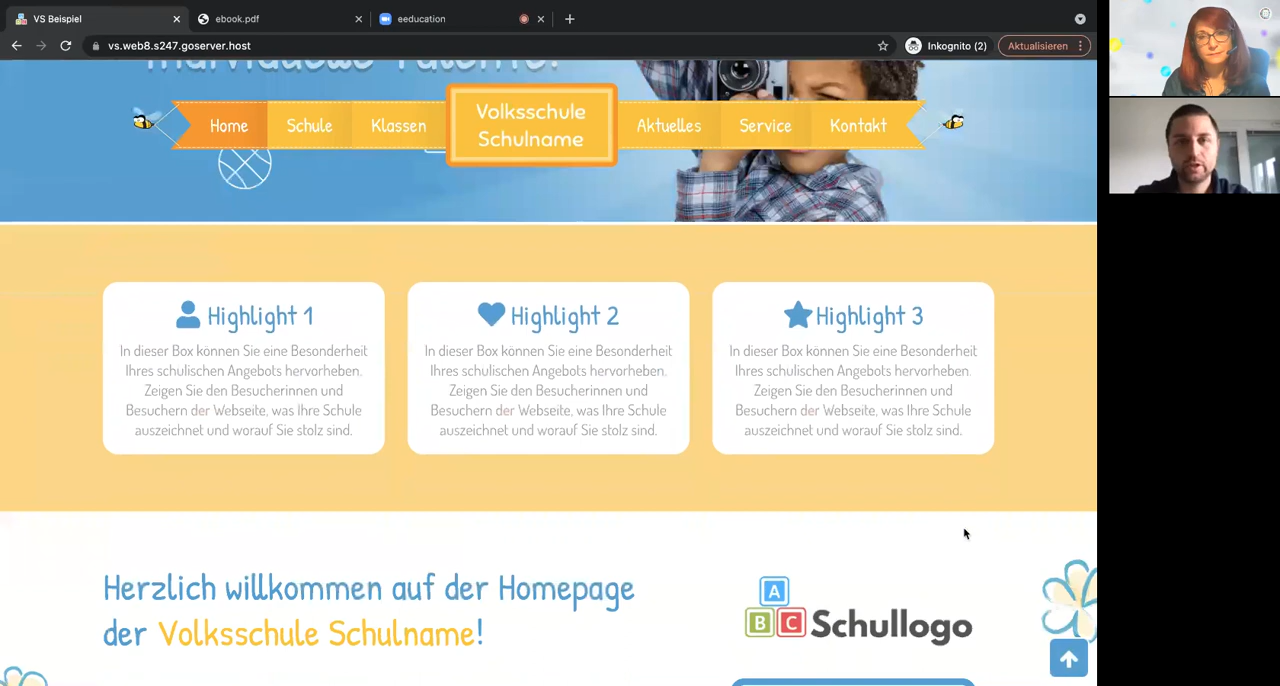 VS Beispiel
ebook.pdf
eeducation
vs.web8.s247.goserver.host
Inkognito (2)
Aktualisieren
Individuelle Talente!
Home
Schule
Klassen
Volksschule
Schulname
Aktuelles
Service
Kontakt
Highlight 1
In dieser Box können Sie eine Besonderheit
Ihres schulischen Angebots hervorheben.
Zeigen Sie den Besucherinnen und
Besuchern der Webseite, was Ihre Schule
auszeichnet und worauf Sie stolz sind.
Highlight 2
In dieser Box können Sie eine Besonderheit
Ihres schulischen Angebots hervorheben.
Zeigen Sie den Besucherinnen und
Besuchern der Webseite, was Ihre Schule
auszeichnet und worauf Sie stolz sind.
Highlight 3
In dieser Box können Sie eine Besonderheit
Ihres schulischen Angebots hervorheben.
Zeigen Sie den Besucherinnen und
Besuchern der Webseite, was Ihre Schule
auszeichnet und worauf Sie stolz sind.
Herzlich willkommen auf der Homepage
der Volksschule Schulname!
A
B C Schullogo